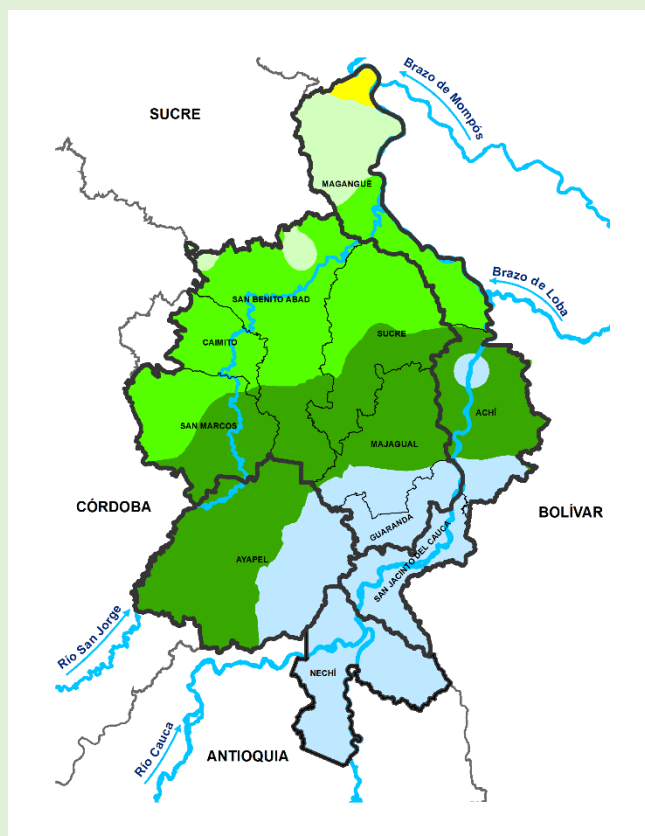 Brazo de Mompós
SUCRE
MAGANGUE
Brazo de Loba
SAN BENITO ABAD
SUCRE
CAIMITO
ACHÍ
SAN MARCOS
MAJAGUAL
CÓRDOBA
BOLÍVAR
GUARANDA
SAN JACINTO DEL CAUCA
AYAPEL
Río San Jorge
NECHÍ
Río Cauca
ANTIOQUIA